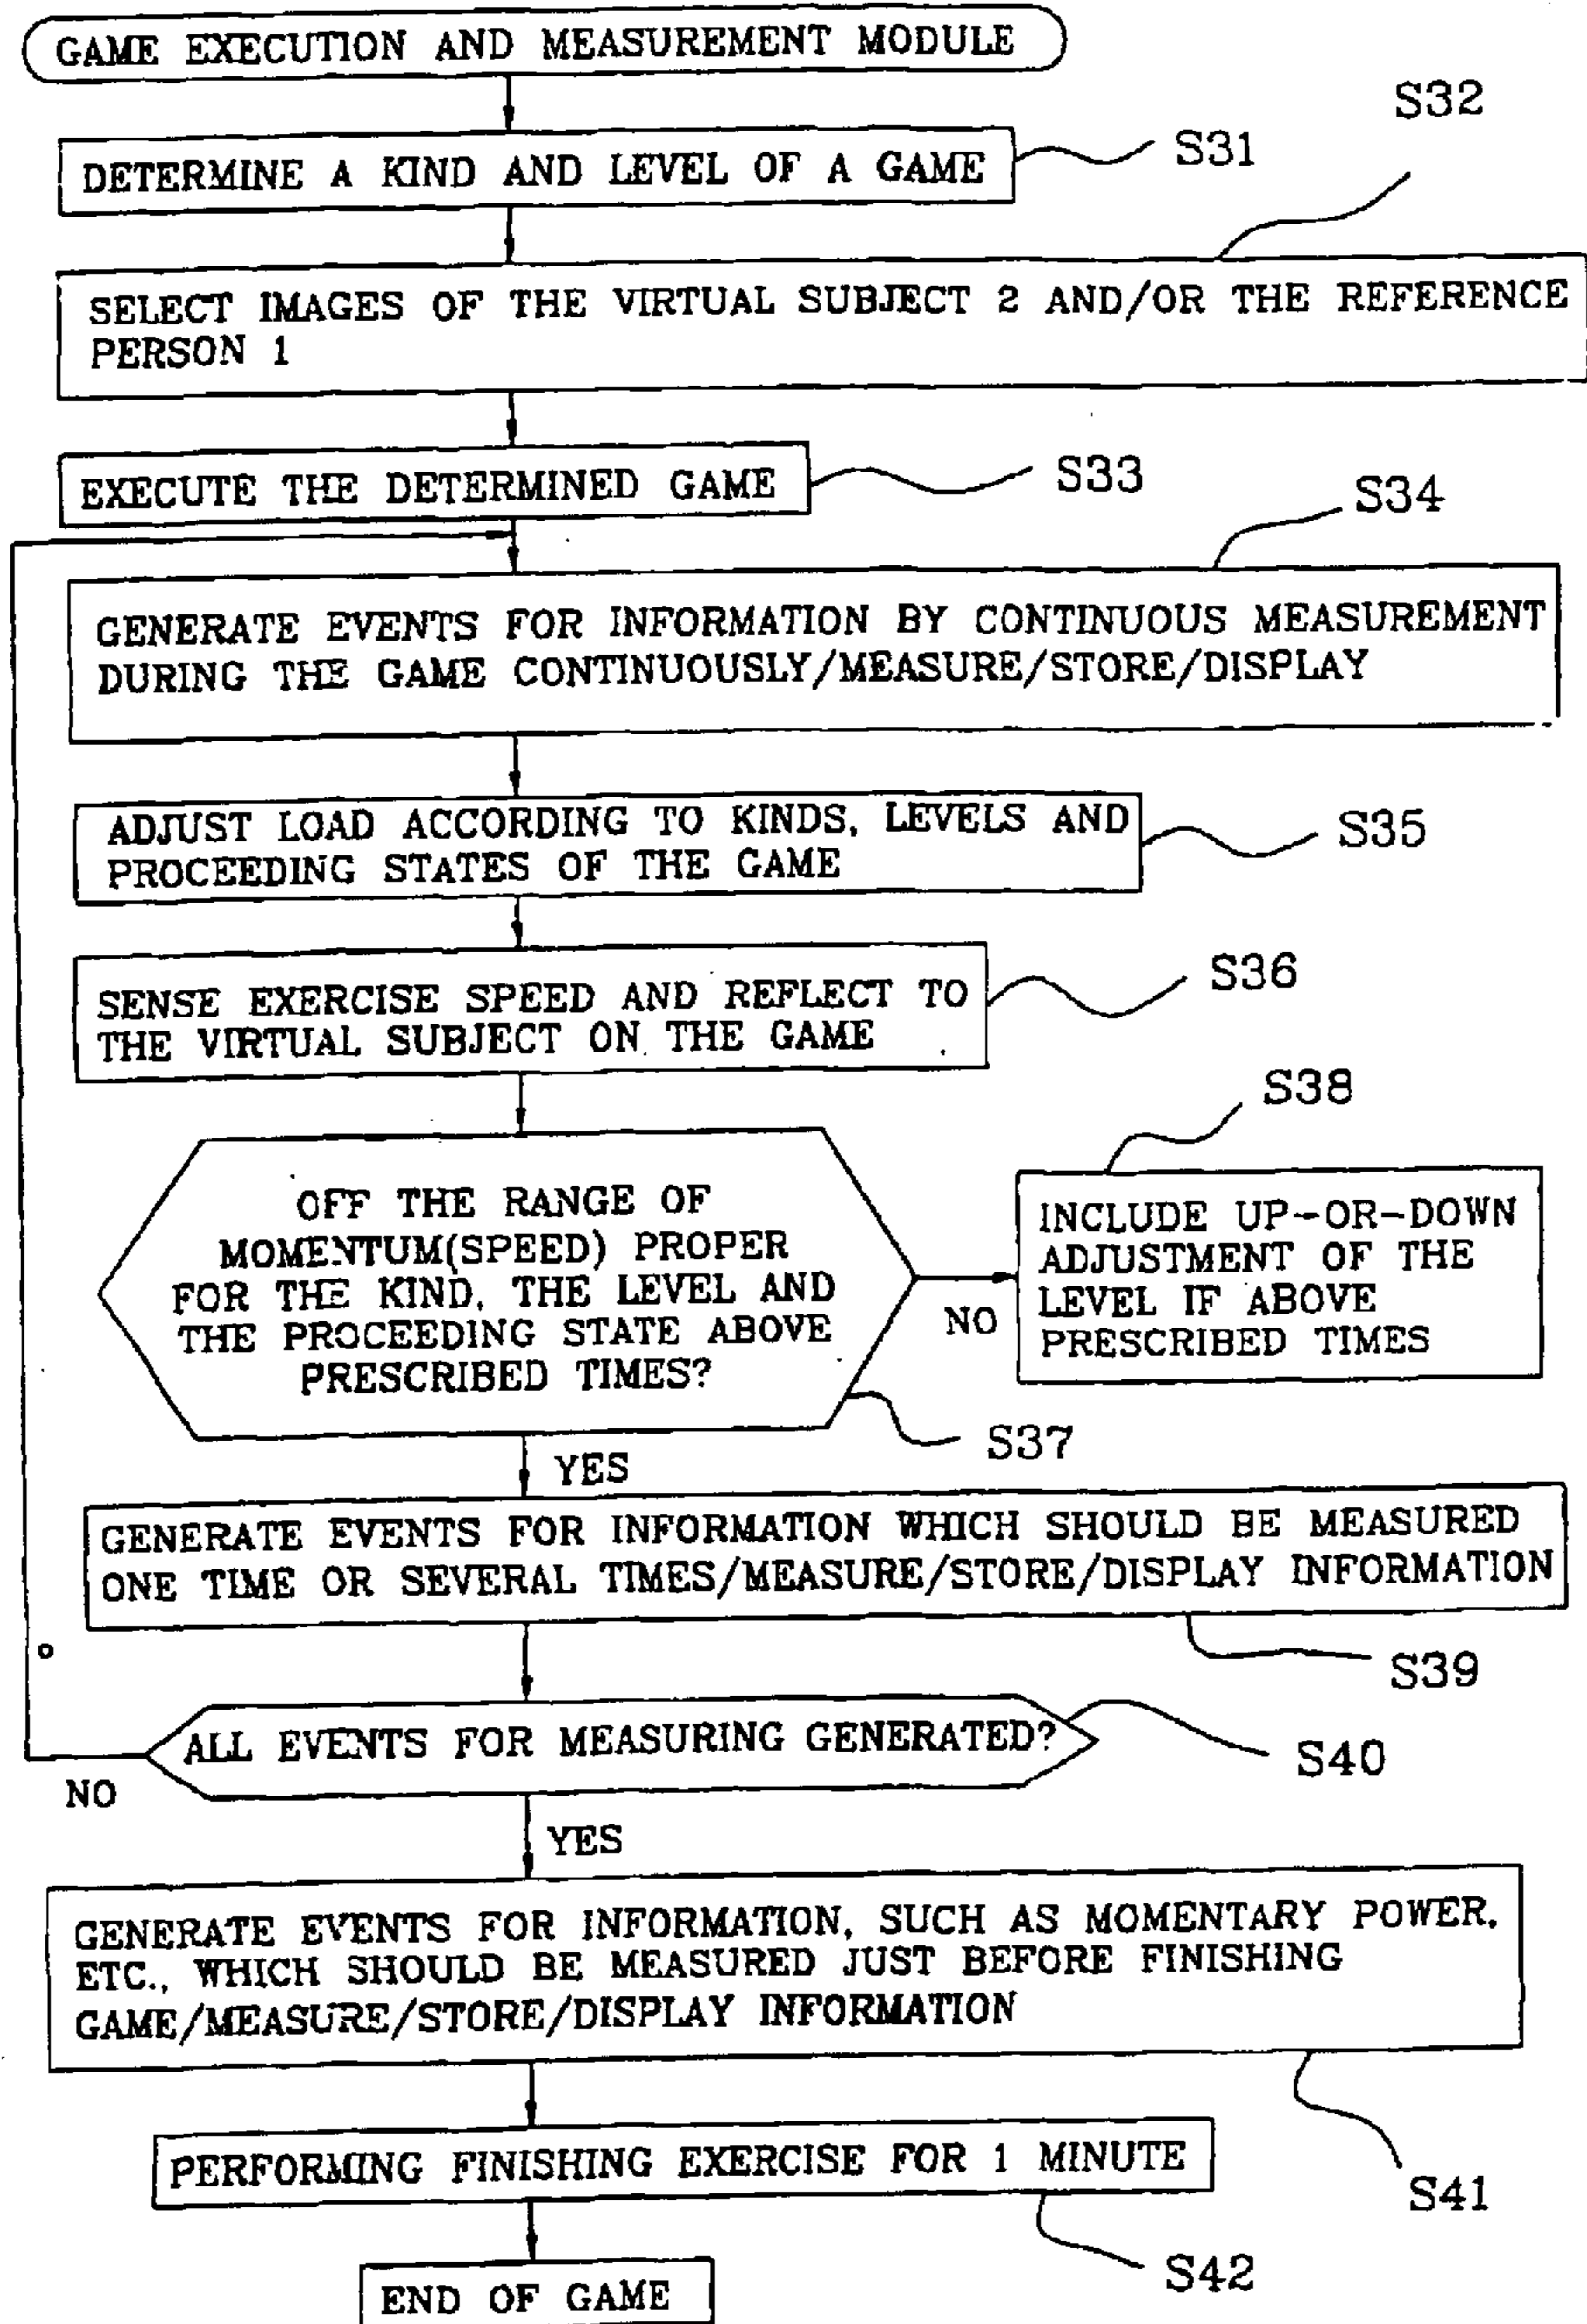 GAME EXECUTION AND MEASUREMENT MODULE
DETERMINE A KIND AND LEVEL OF A GAME
S31
S32
SELECT IMAGES OF THE VIRTUAL SUBJECT 2 AND/OR THE REFERENCE
PERSON 1
EXECUTE THE DETERMINED GAME
S33
S34
GENERATE EVENTS FOR INFORMATION BY CONTINUOUS MEASUREMENT
DURING THE GAME CONTINUOUSLY/MEASURE/STORE/DISPLAY
ADJUST LOAD ACCORDING TO KINDS, LEVELS AND
PROCEEDING STATES OF THE GAME
S35
SENSE EXERCISE SPEED AND REFLECT TO
THE VIRTUAL SUBJECT ON THE GAME
S36
OFF THE RANGE OF
MOMENTUM(SPEED) PROPER
FOR THE KIND, THE LEVEL AND
THE PROCEEDING STATE ABOVE
PRESCRIBED TIMES?
NO
S38
INCLUDE UP-OR-DOWN
ADJUSTMENT OF THE
LEVEL IF ABOVE
PRESCRIBED TIMES
S37
YES
GENERATE EVENTS FOR INFORMATION WHICH SHOULD BE MEASURED
ONE TIME OR SEVERAL TIMES/MEASURE/STORE/DISPLAY INFORMATION
S39
ALL EVENTS FOR MEASURING GENERATED?
S40
NO
YES
GENERATE EVENTS FOR INFORMATION, SUCH AS MOMENTARY POWER,
ETC., WHICH SHOULD BE MEASURED JUST BEFORE FINISHING
GAME/MEASURE/STORE/DISPLAY INFORMATION
S41
PERFORMING FINISHING EXERCISE FOR 1 MINUTE
S42
END OF GAME